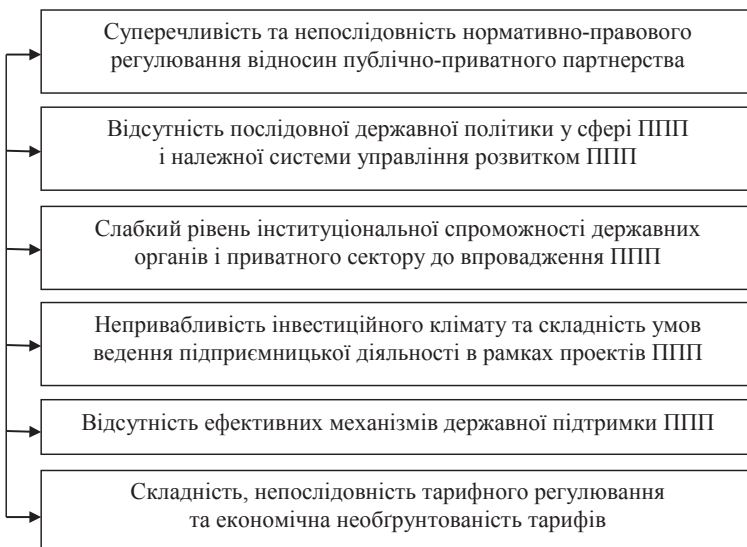 Суперечливість та непослідовність нормативно-правового
регулювання відносин публічно-приватного партнерства
Відсутність послідовної державної політики у сфері ППП
і належної системи управління розвитком ППП
Слабкий рівень інституціональної спроможності державних
органів і приватного сектору до впровадження ППП
Непривабливість інвестиційного клімату та складність умов
ведення підприємницької діяльності в рамках проектів ППП
Відсутність ефективних механізмів державної підтримки ППП
Складність, непослідовність тарифного регулювання
та економічна необґрунтованість тарифів